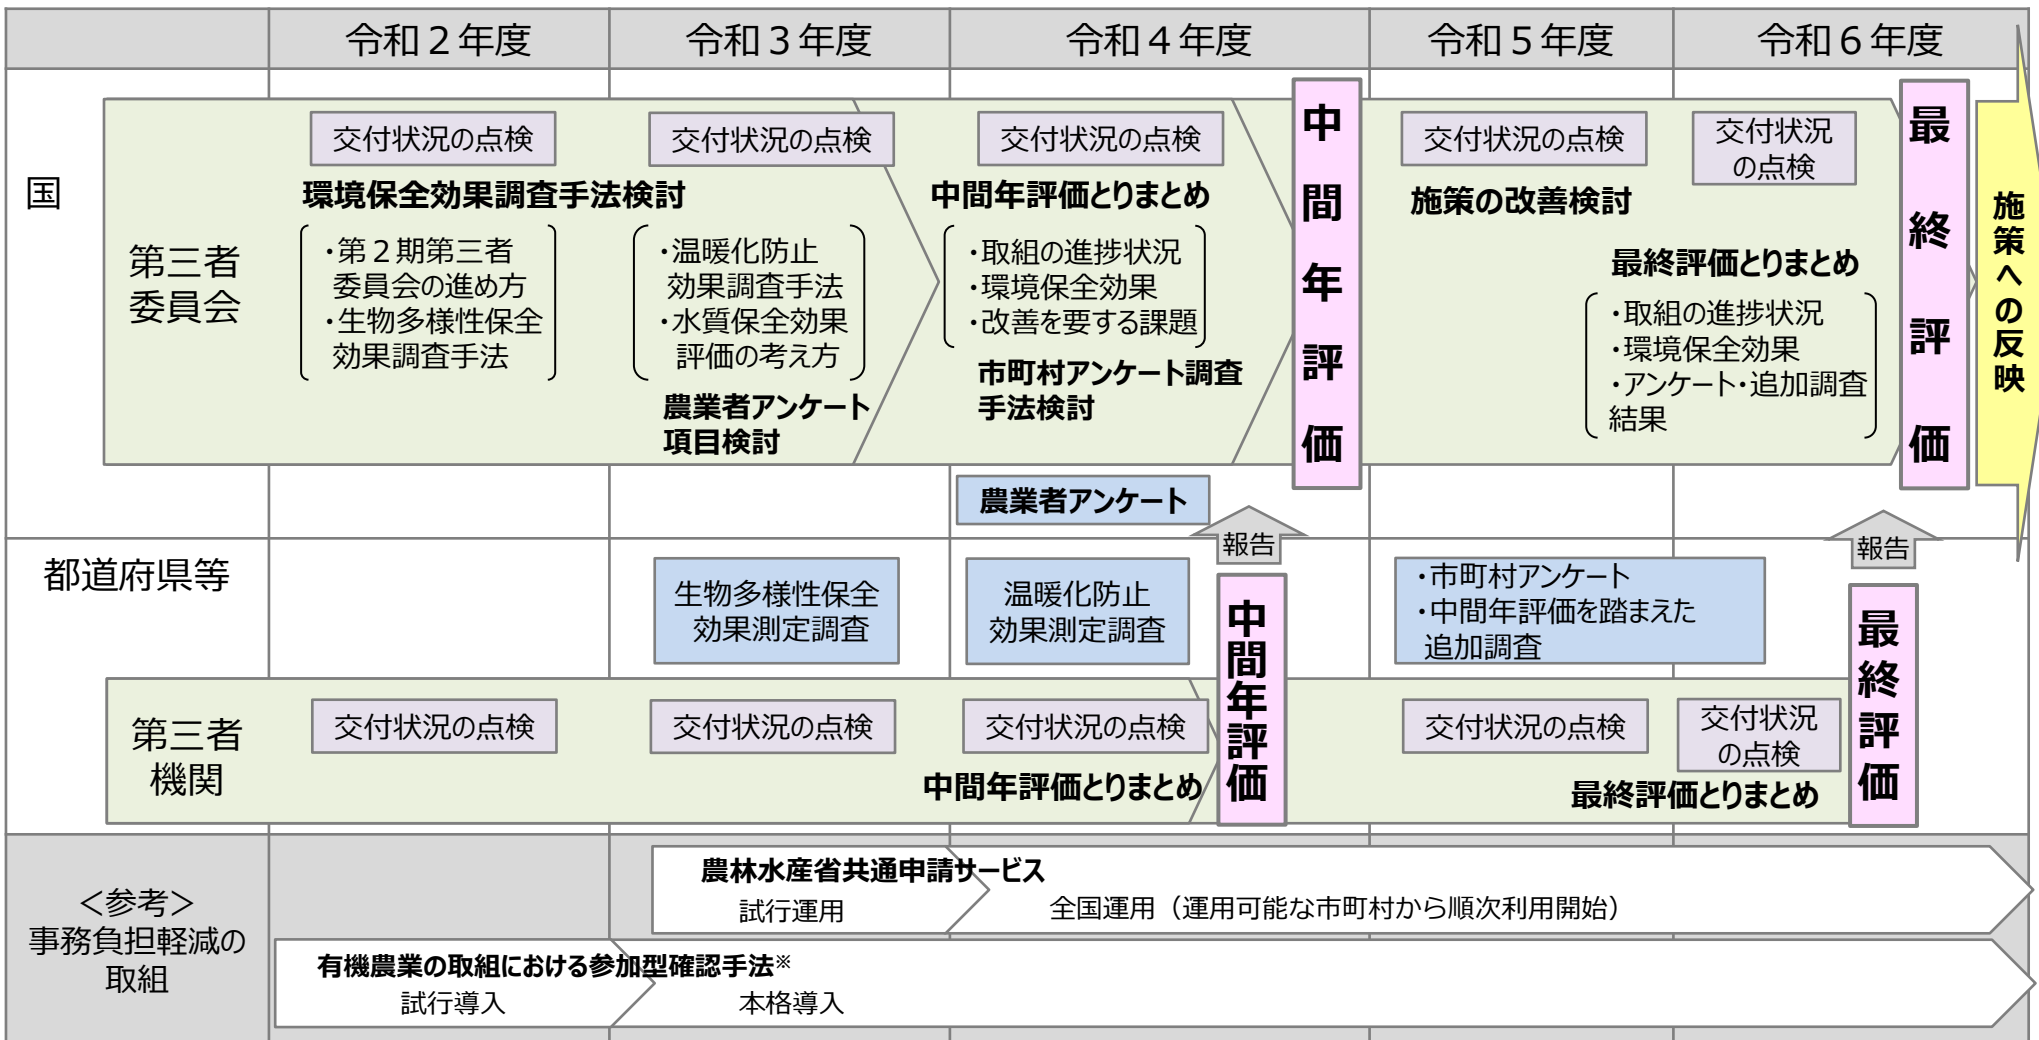 令和２年度
令和３年度
令和４年度
令和５年度
令和６年度
国
第三者
委員会
交付状況の点検
環境保全効果調査手法検討
・第２期第三者
委員会の進め方
・生物多様性保全
効果調査手法
交付状況の点検
・温暖化防止
効果調査手法
・水質保全効果
評価の考え方
農業者アンケート
項目検討
交付状況の点検
中間年評価とりまとめ
・取組の進捗状況
・環境保全効果
・改善を要する課題
市町村アンケート調査
手法検討
中間年評価
交付状況の点検
施策の改善検討
交付状況
の点検
最終評価とりまとめ
・取組の進捗状況
・環境保全効果
・アンケート・追加調査
結果
最終評価
施策への反映
農業者アンケート
報告
報告
都道府県等
生物多様性保全
効果測定調査
温暖化防止
効果測定調査
中間年評価
・市町村アンケート
・中間年評価を踏まえた
追加調査
最終評価
第三者
機関
交付状況の点検
交付状況の点検
交付状況の点検
中間年評価とりまとめ
交付状況の点検
交付状況
の点検
最終評価とりまとめ
＜参考＞
事務負担軽減の
取組
農林水産省共通申請サービス
試行運用
全国運用（運用可能な市町村から順次利用開始）
有機農業の取組における参加型確認手法※
試行導入
本格導入